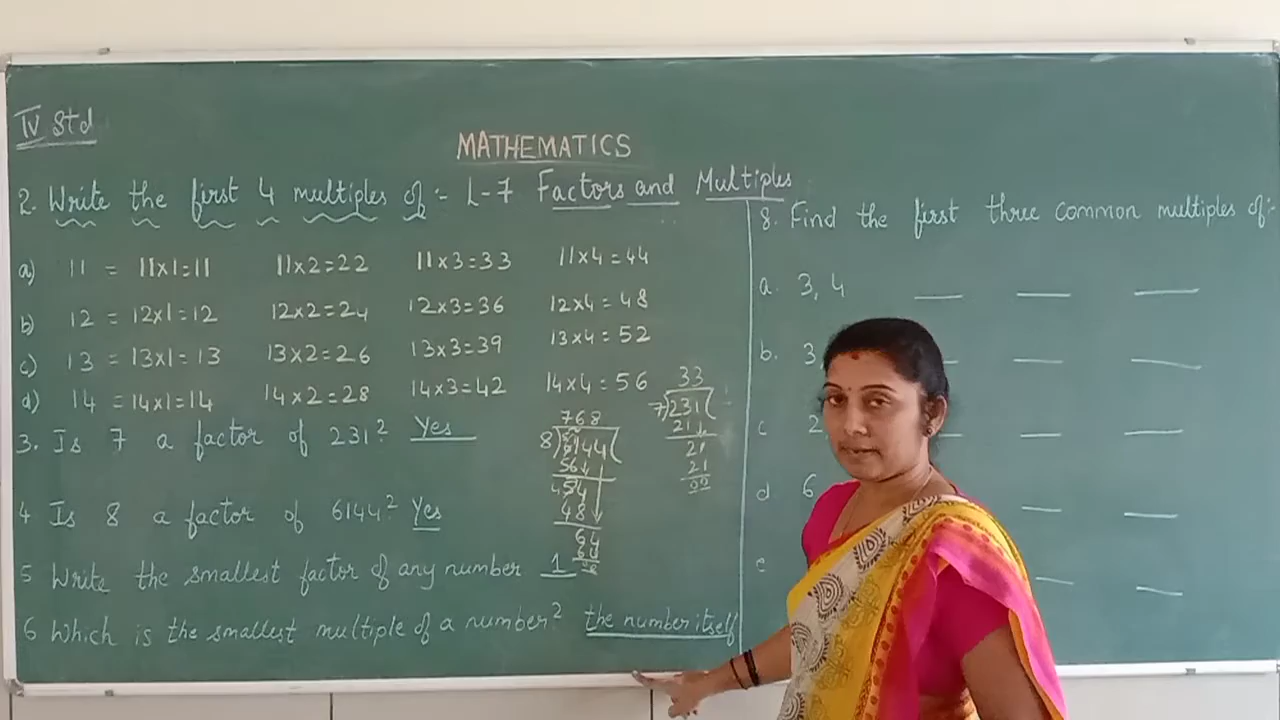 IV Std
MATHEMATICS
2. Write the first 4 multiples of :- L-7 Factors and Multiples
a) 11 = 11x1=11 11x2=22 11x3=33 11x4=44
b) 12 = 12x1=12 12x2=24 12x3=36 12x4=48
c) 13 = 13x1=13 13x2=26 13x3=39 13x4=52
d) 14 = 14x1=14 14x2=28 14x3=42 14x4=56
3. Is 7 a factor of 231? Yes
4 Is 8 a factor of 6144? Yes
5 Write the smallest factor of any number 1
6 Which is the smallest multiple of a number? the number itself
768
8)6144(
56
54
48
64
64
00
33
7)231(
21
21
21
00
8. Find the first three common multiples of:-
a. 3, 4
b. 3,
c 2
d 6
e